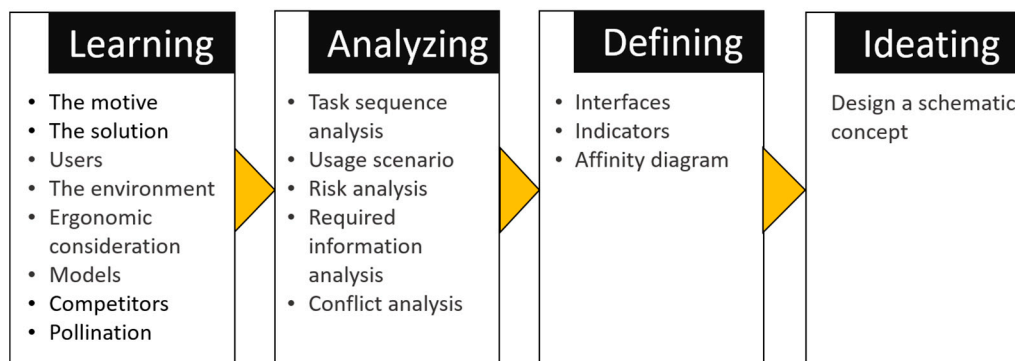 Learning
• The motive
• The solution
• Users
• The environment
• Ergonomic
consideration
• Models
• Competitors
• Pollination
Analyzing
• Task sequence
analysis
• Usage scenario
• Risk analysis
• Required
information
analysis
• Conflict analysis
Defining
• Interfaces
• Indicators
• Affinity diagram
Ideating
Design a schematic
concept